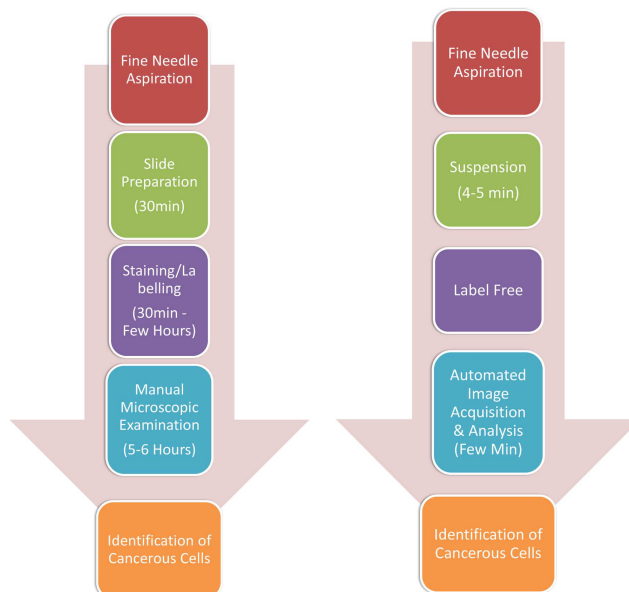 Fine Needle
Aspiration
Slide
Preparation
(30min)
Staining/La
belling
(30min -
Few Hours)
Manual
Microscopic
Examination
(5-6 Hours)
Identification of
Cancerous Cells
Fine Needle
Aspiration
Suspension
(4-5 min)
Label Free
Automated
Image
Acquisition
& Analysis
(Few Min)
Identification of
Cancerous Cells